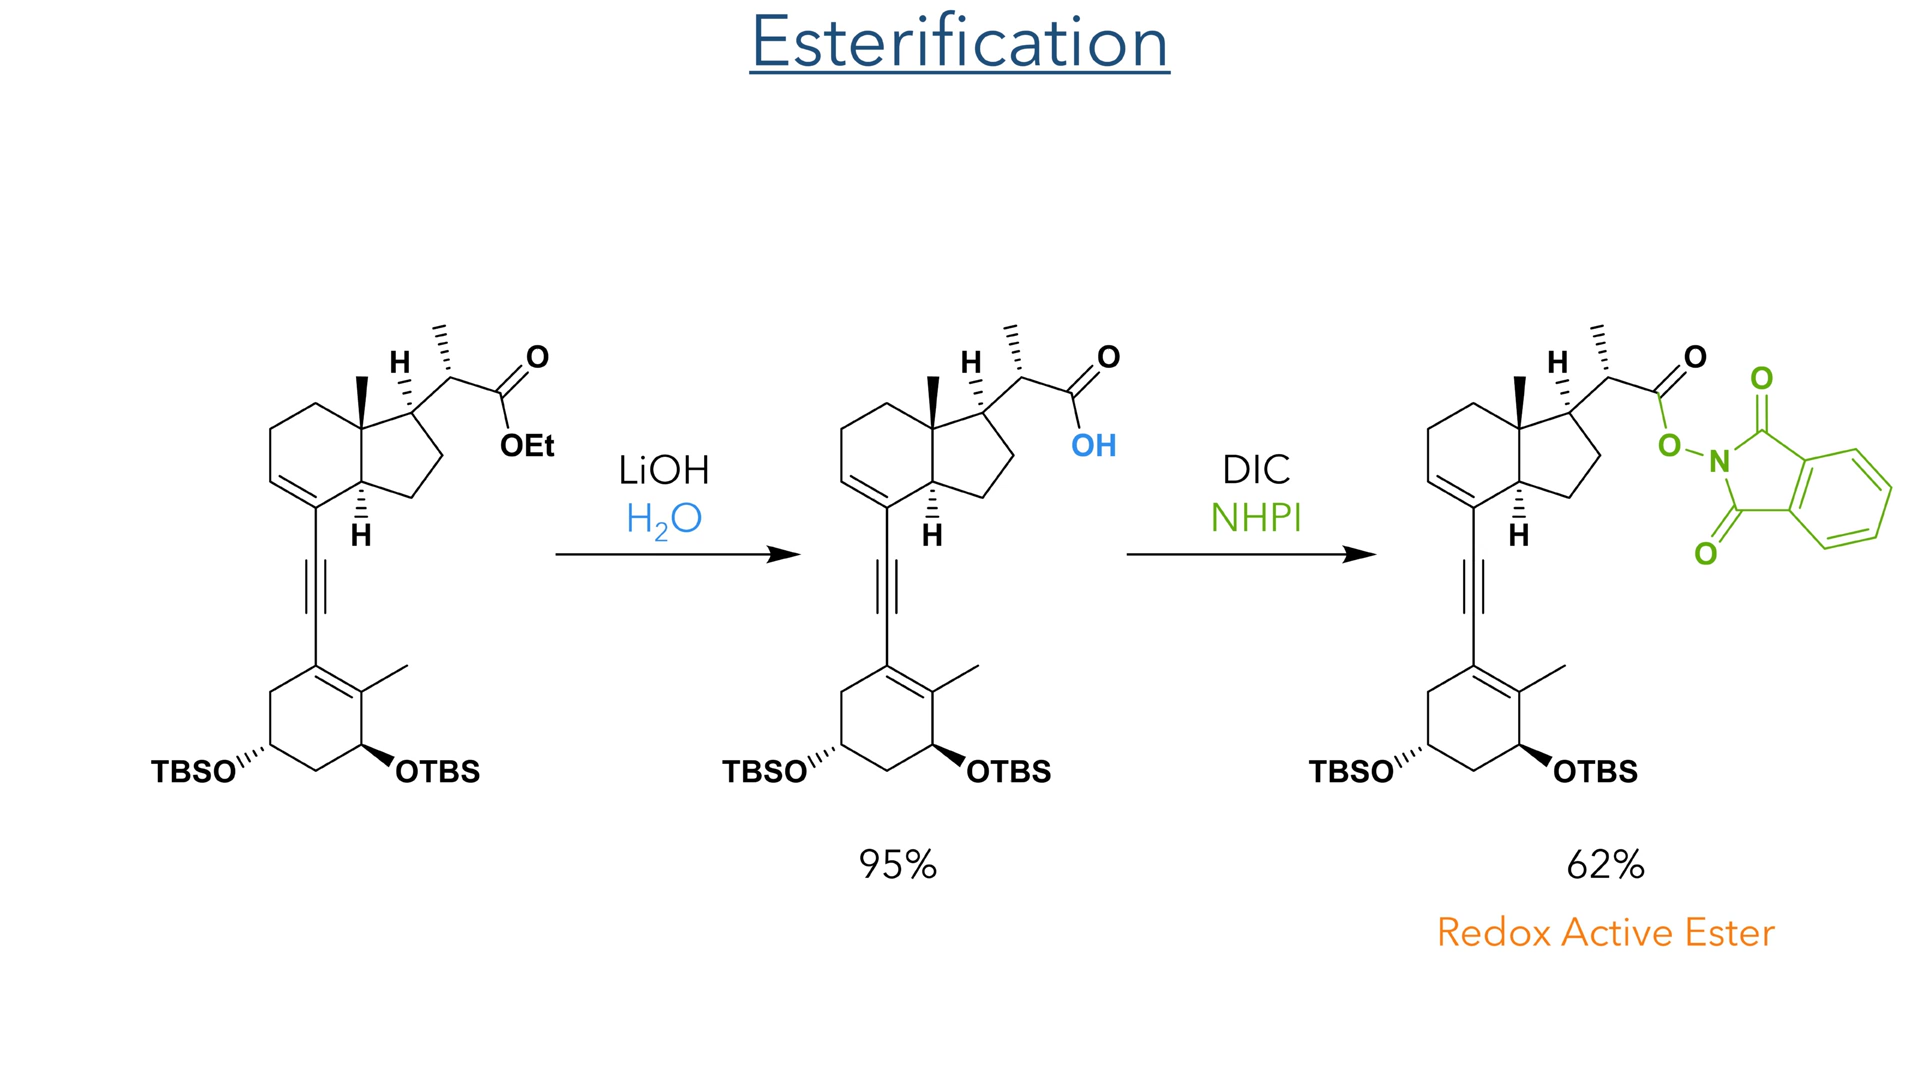 Esterification
H
O
OEt
H
TBSO
OTBS
LiOH
H₂O
H
O
OH
H
TBSO
OTBS
95%
DIC
NHPI
H
O
O
N
O
O
H
TBSO
OTBS
62%
Redox Active Ester